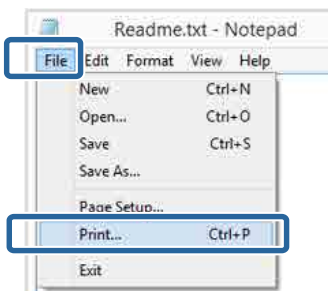 Readme.txt - Notepad
File Edit Format View Help
New Ctrl+N
Open... Ctrl+O
Save Ctrl+S
Save As...
Page Setup...
Print... Ctrl+P
Exit